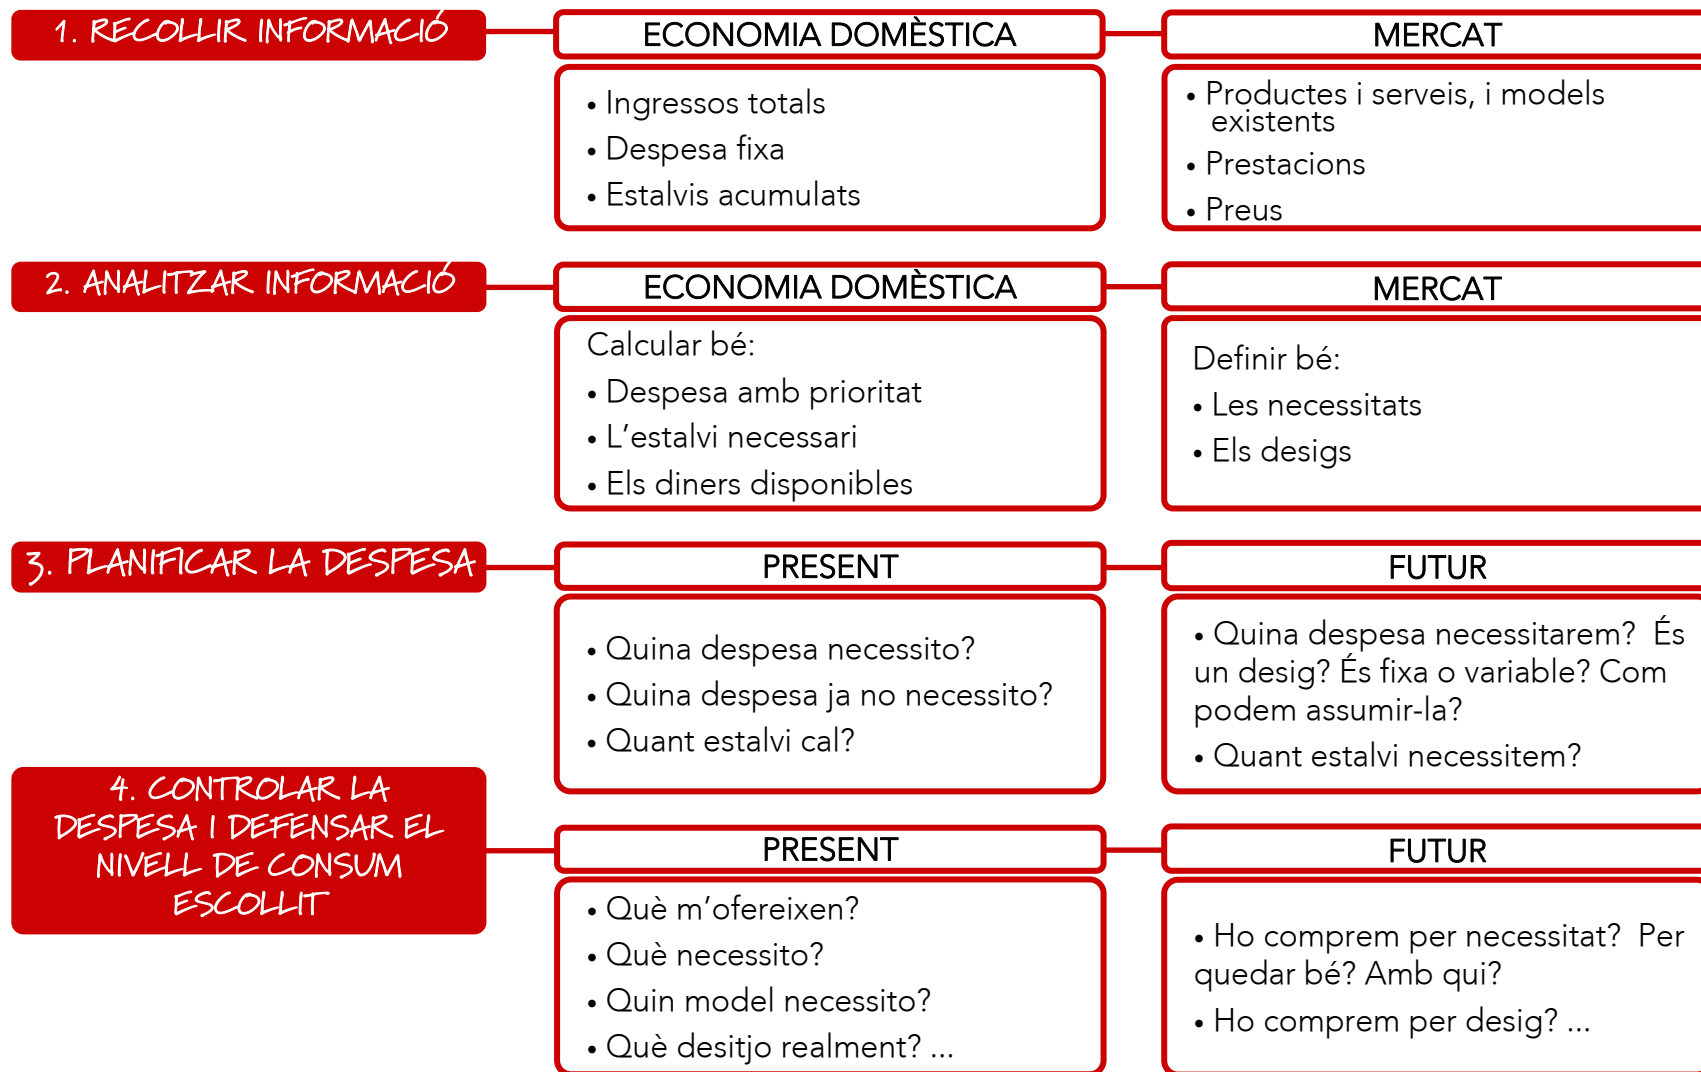 1. RECOLLIR INFORMACIÓ
ECONOMIA DOMÈSTICA
• Ingressos totals
• Despesa fixa
• Estalvis acumulats
MERCAT
• Productes i serveis, i models
existents
• Prestacions
• Preus
2. ANALITZAR INFORMACIÓ
ECONOMIA DOMÈSTICA
Calcular bé:
• Despesa amb prioritat
• L’estalvi necessari
• Els diners disponibles
MERCAT
Definir bé:
• Les necessitats
• Els desigs
3. PLANIFICAR LA DESPESA
PRESENT
• Quina despesa necessito?
• Quina despesa ja no necessito?
• Quant estalvi cal?
FUTUR
• Quina despesa necessitarem? És
un desig? És fixa o variable? Com
podem assumir-la?
• Quant estalvi necessitem?
4. CONTROLAR LA
DESPESA I DEFENSAR EL
NIVELL DE CONSUM
ESCOLLIT
PRESENT
• Què m’ofereixen?
• Què necessito?
• Quin model necessito?
• Què desitjo realment? ...
FUTUR
• Ho comprem per necessitat? Per
quedar bé? Amb qui?
• Ho comprem per desig? ...